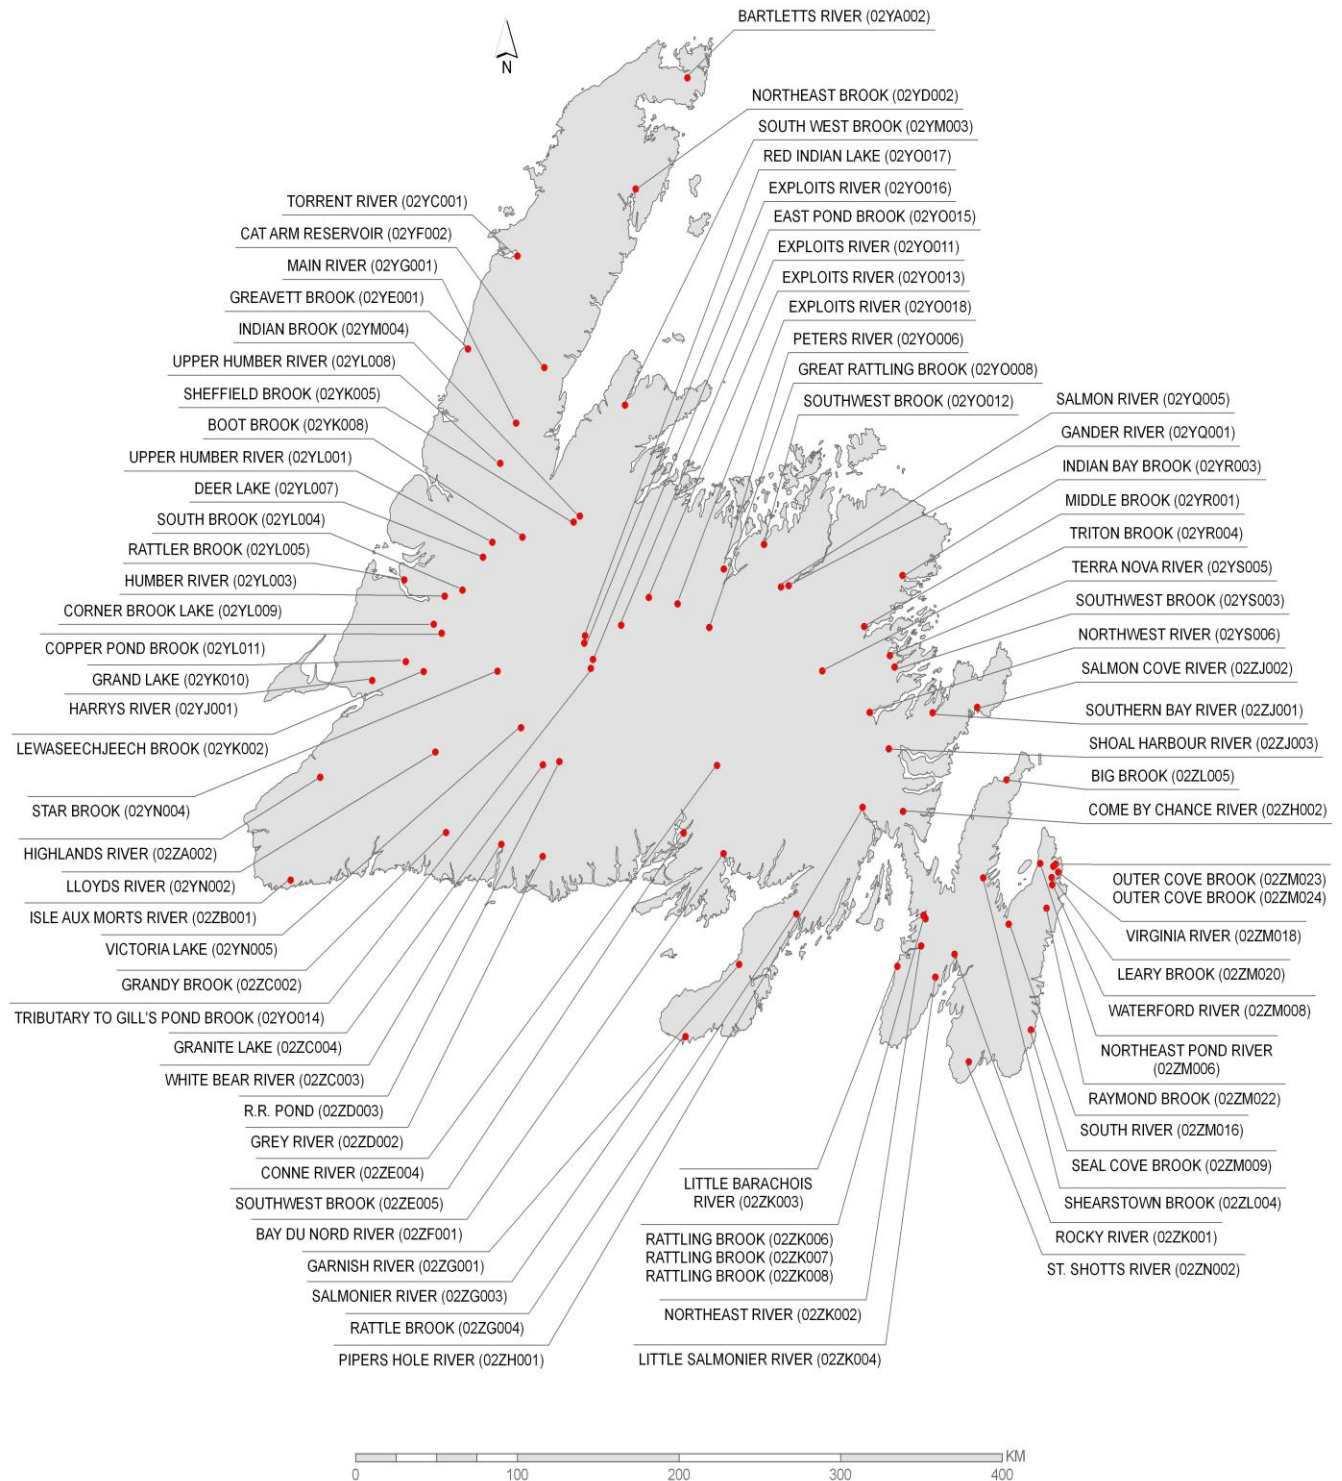 BARTLETTS RIVER (02YA002)
N
NORTHEAST BROOK (02YD002)
SOUTH WEST BROOK (02YM003)
RED INDIAN LAKE (02YO017)
EXPLOITS RIVER (02YO016)
EAST POND BROOK (02YO015)
EXPLOITS RIVER (02YO011)
EXPLOITS RIVER (02YO013)
EXPLOITS RIVER (02YO018)
PETERS RIVER (02YO006)
GREAT RATTLING BROOK (02YO008)
SOUTHWEST BROOK (02YO012)
TORRENT RIVER (02YC001)
CAT ARM RESERVOIR (02YF002)
MAIN RIVER (02YG001)
GREAVETT BROOK (02YE001)
INDIAN BROOK (02YM004)
UPPER HUMBER RIVER (02YL008)
SHEFFIELD BROOK (02YK005)
BOOT BROOK (02YK008)
UPPER HUMBER RIVER (02YL001)
DEER LAKE (02YL007)
SOUTH BROOK (02YL004)
RATTLER BROOK (02YL005)
HUMBER RIVER (02YL003)
CORNER BROOK LAKE (02YL009)
COPPER POND BROOK (02YL011)
GRAND LAKE (02YK010)
HARRYS RIVER (02YJ001)
LEWASEECHJEECH BROOK (02YK002)
STAR BROOK (02YN004)
HIGHLANDS RIVER (02ZA002)
LLOYDS RIVER (02YN002)
ISLE AUX MORTS RIVER (02ZB001)
VICTORIA LAKE (02YN005)
GRANDY BROOK (02ZC002)
TRIBUTARY TO GILL'S POND BROOK (02YO014)
GRANITE LAKE (02ZC004)
WHITE BEAR RIVER (02ZC003)
R.R. POND (02ZD003)
GREY RIVER (02ZD002)
CONNE RIVER (02ZE004)
SOUTHWEST BROOK (02ZE005)
BAY DU NORD RIVER (02ZF001)
GARNISH RIVER (02ZG001)
SALMONIER RIVER (02ZG003)
RATTLE BROOK (02ZG004)
PIPERS HOLE RIVER (02ZH001)
SALMON RIVER (02YQ005)
GANDER RIVER (02YQ001)
INDIAN BAY BROOK (02YR003)
MIDDLE BROOK (02YR001)
TRITON BROOK (02YR004)
TERRA NOVA RIVER (02YS005)
SOUTHWEST BROOK (02YS003)
NORTHWEST RIVER (02YS006)
SALMON COVE RIVER (02ZJ002)
SOUTHERN BAY RIVER (02ZJ001)
SHOAL HARBOUR RIVER (02ZJ003)
BIG BROOK (02ZL005)
COME BY CHANCE RIVER (02ZH002)
OUTER COVE BROOK (02ZM023)
OUTER COVE BROOK (02ZM024)
VIRGINIA RIVER (02ZM018)
LEARY BROOK (02ZM020)
WATERFORD RIVER (02ZM008)
NORTHEAST POND RIVER
(02ZM006)
RAYMOND BROOK (02ZM022)
SOUTH RIVER (02ZM016)
SEAL COVE BROOK (02ZM009)
SHEARSTOWN BROOK (02ZL004)
ROCKY RIVER (02ZK001)
ST. SHOTTS RIVER (02ZN002)
LITTLE BARACHOIS
RIVER (02ZK003)
RATTLING BROOK (02ZK006)
RATTLING BROOK (02ZK007)
RATTLING BROOK (02ZK008)
NORTHEAST RIVER (02ZK002)
LITTLE SALMONIER RIVER (02ZK004)
KM
0 100 200 300 400